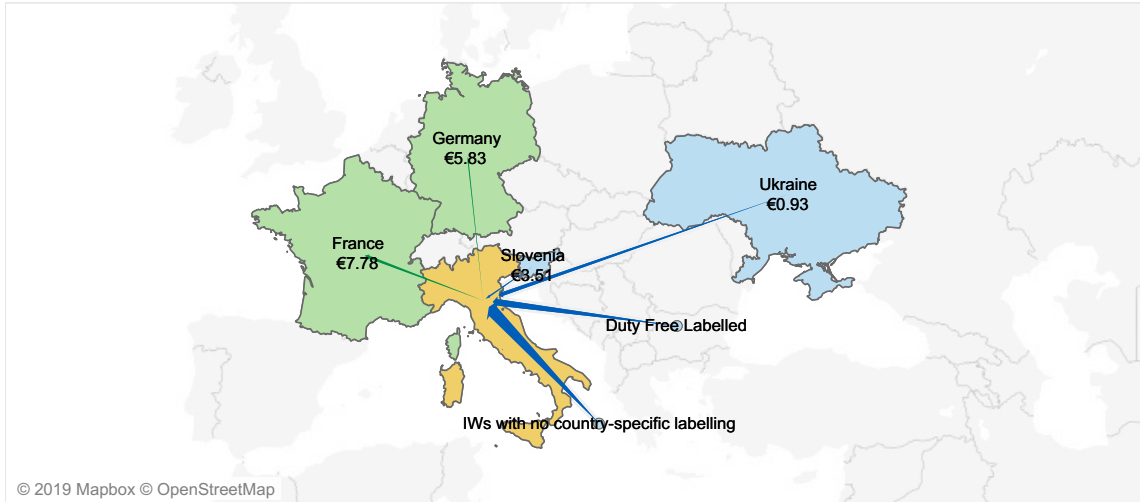 Germany
€5.83
Ukraine
€0.93
France
€7.78
Slovenia
€3.51
Duty Free Labelled
IWs with no country-specific labelling
© 2019 Mapbox © OpenStreetMap